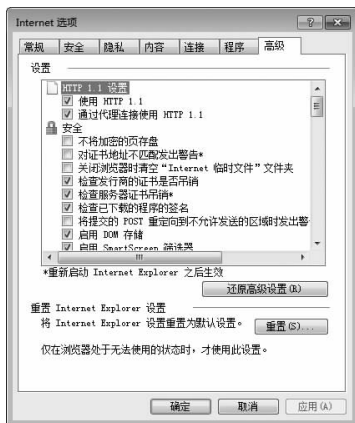 Internet 选项
常规 安全 隐私 内容 连接 程序 高级
设置
HTTP 1.1 设置
使用 HTTP 1.1
通过代理连接使用 HTTP 1.1
安全
不将加密的页存盘
对证书地址不匹配发出警告*
关闭浏览器时清空“Internet 临时文件”文件夹
检查发行商的证书是否吊销
检查服务器证书吊销*
检查已下载的程序的签名
将提交的 POST 重定向到不允许发送的区域时发出警
启用 DOM 存储
启用 SmartScreen 筛选器
*重新启动 Internet Explorer 之后生效
还原高级设置(R)
重置 Internet Explorer 设置
将 Internet Explorer 设置重置为默认设置。 重置(S)...
仅在浏览器处于无法使用的状态时，才使用此设置。
确定 取消 应用(A)